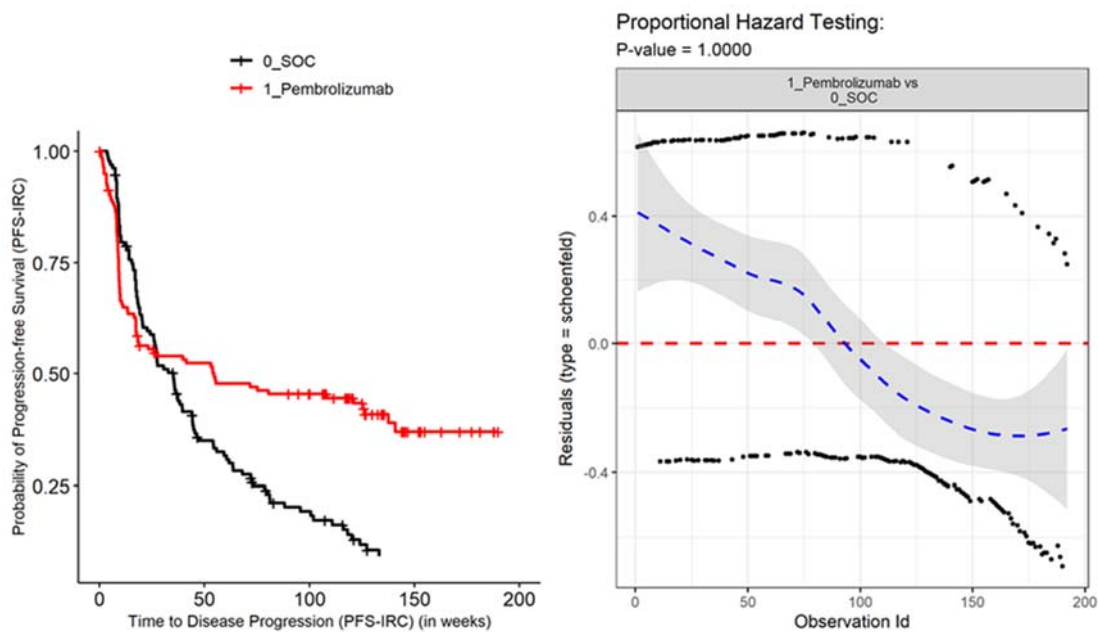 0_SOC
1_Pembrolizumab
Probability of Progression-free Survival (PFS-IRC)
1.00
0.75
0.50
0.25
0 50 100 150 200
Time to Disease Progression (PFS-IRC) (in weeks)
Proportional Hazard Testing:
P-value = 1.0000
1_Pembrolizumab vs
0_SOC
Residuals (type = schoenfeld)
0.4
0.0
-0.4
0 50 100 150 200
Observation Id